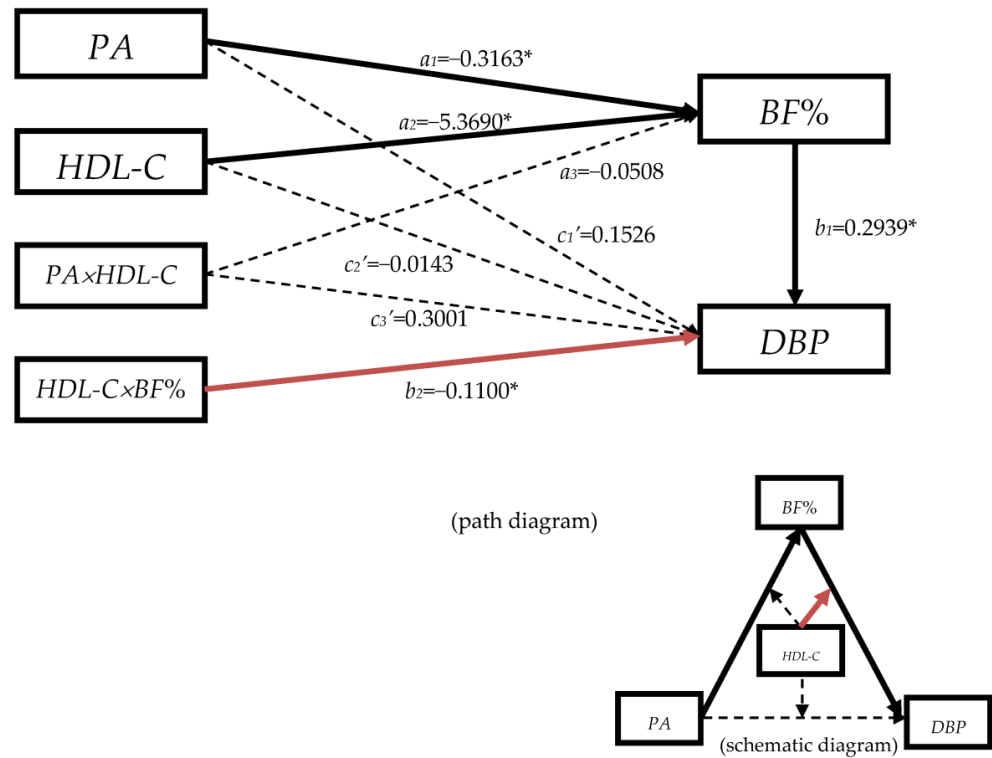 PA
a1=–0.3163*
BF%
a2=–5.3690*
HDL-C
a3=–0.0508
b1=0.2939*
c1’=0.1526
PA×HDL-C
c2’=–0.0143
c3’=0.3001
DBP
HDL-C×BF%
b2=–0.1100*
(path diagram)
BF%
HDL-C
PA
DBP
(schematic diagram)